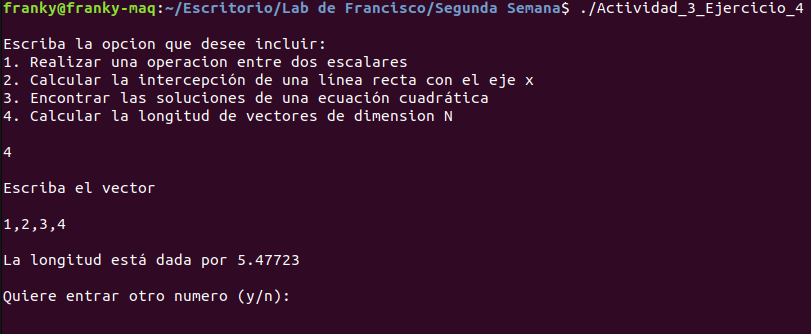 franky@franky-maq:~/Escritorio/Lab de Francisco/Segunda Semana$ ./Actividad_3_Ejercicio_4
Escriba la opcion que desee incluir:
1. Realizar una operacion entre dos escalares
2. Calcular la intercepción de una línea recta con el eje x
3. Encontrar las soluciones de una ecuación cuadrática
4. Calcular la longitud de vectores de dimension N
4
Escriba el vector
1,2,3,4
La longitud está dada por 5.47723
Quiere entrar otro numero (y/n):